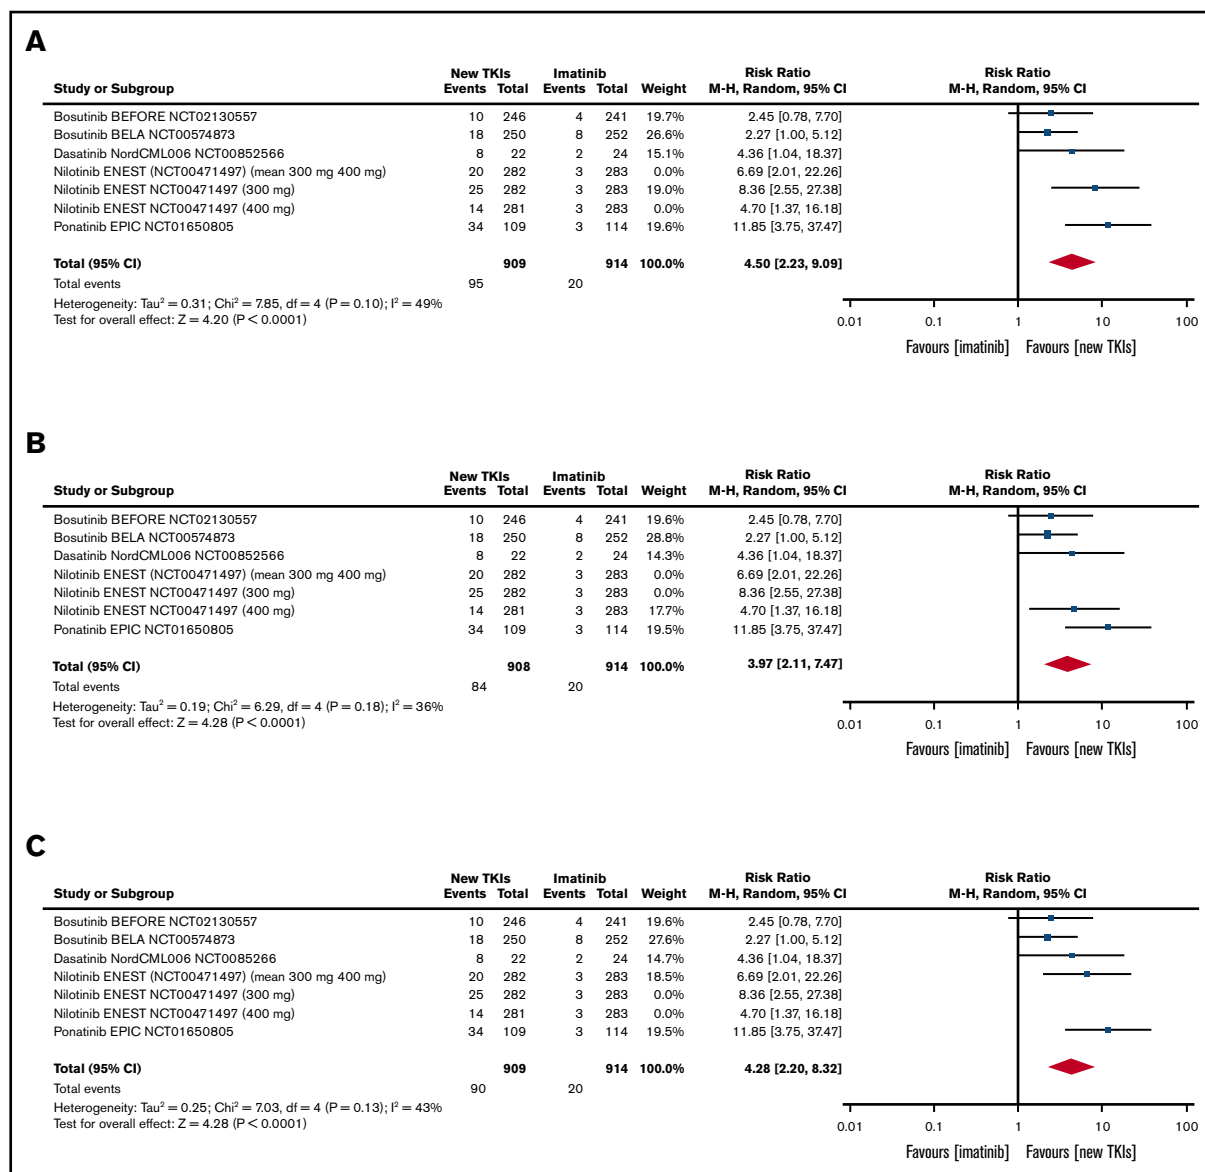 A
New TKIs Imatinib Risk Ratio Risk Ratio
Study or Subgroup Events Total Events Total Weight M-H, Random, 95% CI M-H, Random, 95% CI
Bosutinib BEFORE NCT02130557 10 246 4 241 19.7% 2.45 [0.78, 7.70]
Bosutinib BELA NCT00574873 18 250 8 252 26.6% 2.27 [1.00, 5.12]
Dasatinib NordCML006 NCT00852566 8 22 2 24 15.1% 4.36 [1.04, 18.37]
Nilotinib ENEST (NCT00471497) (mean 300 mg 400 mg) 20 282 3 283 0.0% 6.69 [2.01, 22.26]
Nilotinib ENEST NCT00471497 (300 mg) 25 282 3 283 19.0% 8.36 [2.55, 27.38]
Nilotinib ENEST NCT00471497 (400 mg) 14 281 3 283 0.0% 4.70 [1.37, 16.18]
Ponatinib EPIC NCT01650805 34 109 3 114 19.6% 11.85 [3.75, 37.47]
Total (95% CI) 909 914 100.0% 4.50 [2.23, 9.09]
Total events 95 20
Heterogeneity: Tau² = 0.31; Chi² = 7.85, df = 4 (P = 0.10); I² = 49%
Test for overall effect: Z = 4.20 (P < 0.0001)
0.01 0.1 1 10 100
Favours [imatinib] Favours [new TKIs]
B
New TKIs Imatinib Risk Ratio Risk Ratio
Study or Subgroup Events Total Events Total Weight M-H, Random, 95% CI M-H, Random, 95% CI
Bosutinib BEFORE NCT02130557 10 246 4 241 19.6% 2.45 [0.78, 7.70]
Bosutinib BELA NCT00574873 18 250 8 252 28.8% 2.27 [1.00, 5.12]
Dasatinib NordCML006 NCT00852566 8 22 2 24 14.3% 4.36 [1.04, 18.37]
Nilotinib ENEST (NCT00471497) (mean 300 mg 400 mg) 20 282 3 283 0.0% 6.69 [2.01, 22.26]
Nilotinib ENEST NCT00471497 (300 mg) 25 282 3 283 0.0% 8.36 [2.55, 27.38]
Nilotinib ENEST NCT00471497 (400 mg) 14 281 3 283 17.7% 4.70 [1.37, 16.18]
Ponatinib EPIC NCT01650805 34 109 3 114 19.5% 11.85 [3.75, 37.47]
Total (95% CI) 908 914 100.0% 3.97 [2.11, 7.47]
Total events 84 20
Heterogeneity: Tau² = 0.19; Chi² = 6.29, df = 4 (P = 0.18); I² = 36%
Test for overall effect: Z = 4.28 (P < 0.0001)
0.01 0.1 1 10 100
Favours [imatinib] Favours [new TKIs]
C
New TKIs Imatinib Risk Ratio Risk Ratio
Study or Subgroup Events Total Events Total Weight M-H, Random, 95% CI M-H, Random, 95% CI
Bosutinib BEFORE NCT02130557 10 246 4 241 19.6% 2.45 [0.78, 7.70]
Bosutinib BELA NCT00574873 18 250 8 252 27.6% 2.27 [1.00, 5.12]
Dasatinib NordCML006 NCT0085266 8 22 2 24 14.7% 4.36 [1.04, 18.37]
Nilotinib ENEST (NCT00471497) (mean 300 mg 400 mg) 20 282 3 283 18.5% 6.69 [2.01, 22.26]
Nilotinib ENEST NCT00471497 (300 mg) 25 282 3 283 0.0% 8.36 [2.55, 27.38]
Nilotinib ENEST NCT00471497 (400 mg) 14 281 3 283 0.0% 4.70 [1.37, 16.18]
Ponatinib EPIC NCT01650805 34 109 3 114 19.5% 11.85 [3.75, 37.47]
Total (95% CI) 909 914 100.0% 4.28 [2.20, 8.32]
Total events 90 20
Heterogeneity: Tau² = 0.25; Chi² = 7.03, df = 4 (P = 0.13); I² = 43%
Test for overall effect: Z = 4.28 (P < 0.0001)
0.01 0.1 1 10 100
Favours [imatinib] Favours [new TKIs]